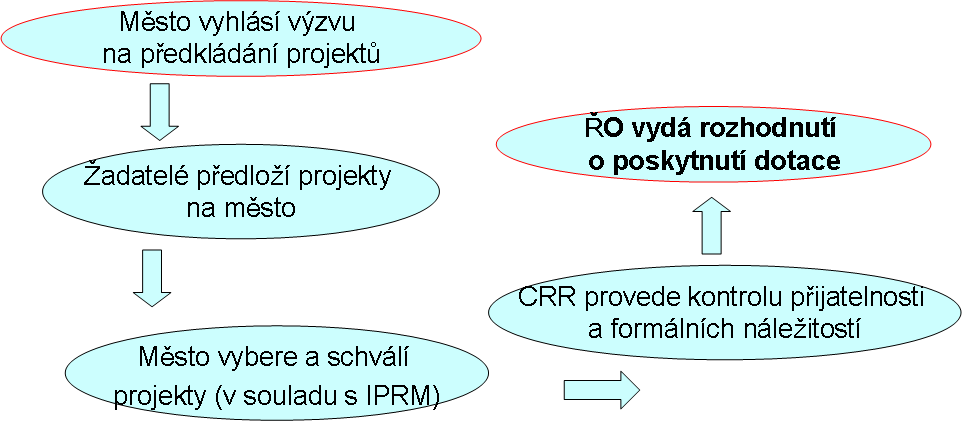 Město vyhlásí výzvu
na předkládání projektů
Žadatelé předloží projekty
na město
Město vybere a schválí
projekty (v souladu s IPRM)
CRR provede kontrolu přijatelnosti
a formálních náležitostí
ŘO vydá rozhodnutí
o poskytnutí dotace